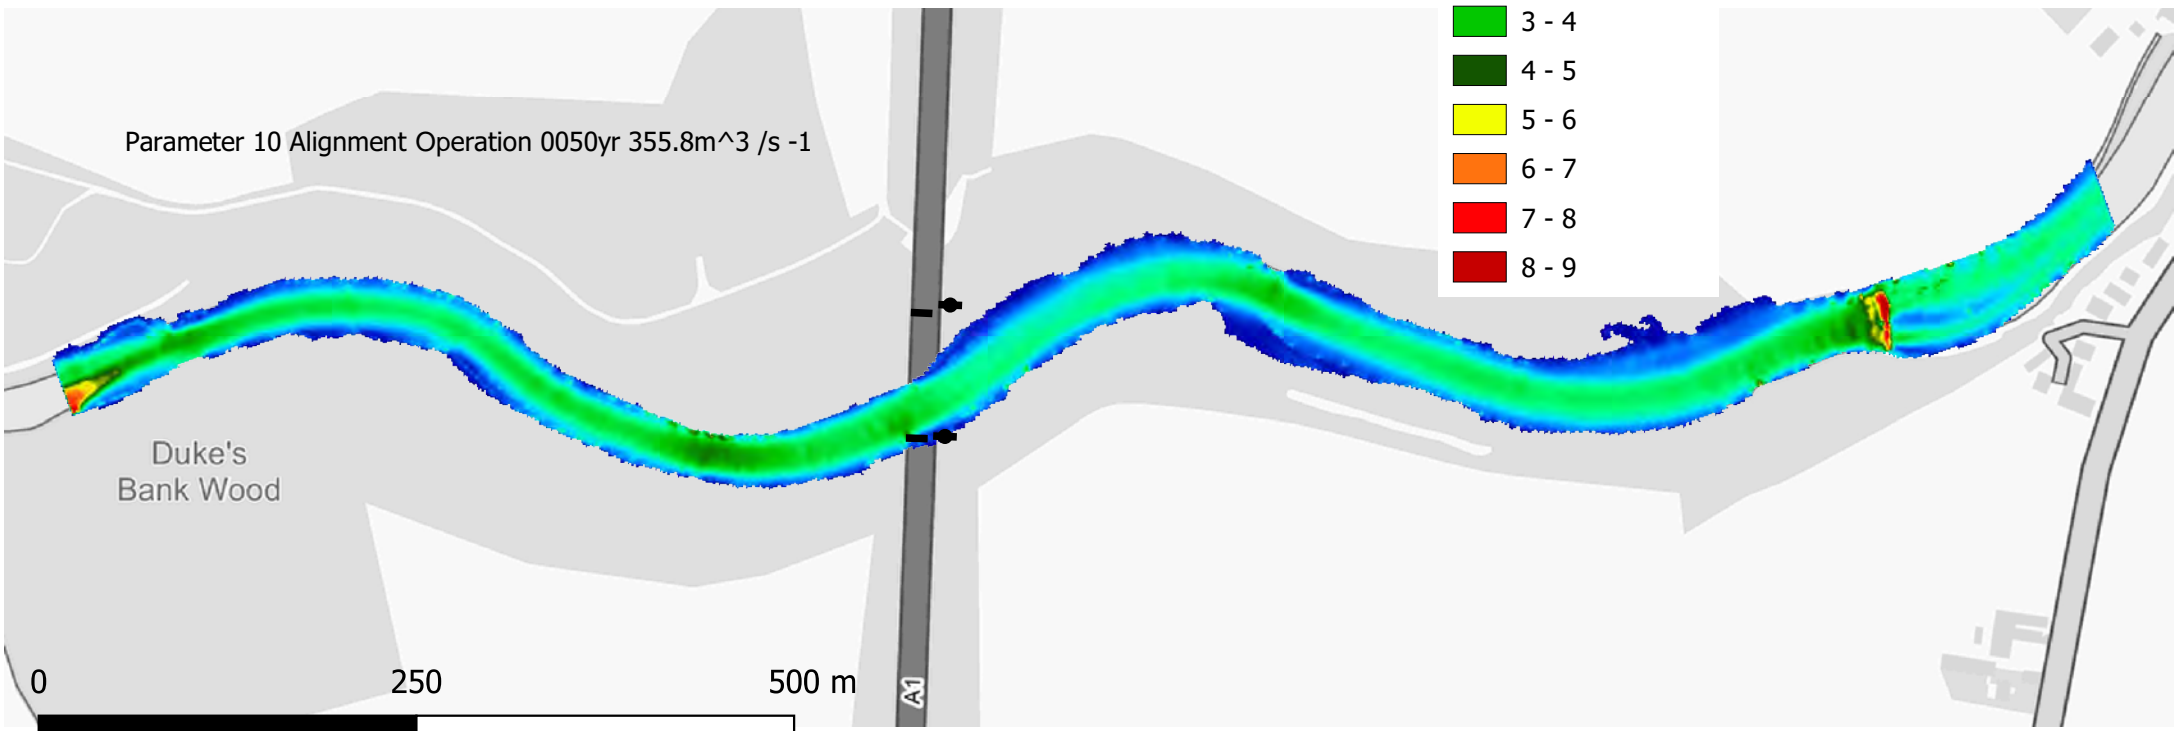 3 - 4
4 - 5
Parameter 10 Alignment Operation 0050yr 355.8m^3 /s -1
5 - 6
6 - 7
7 - 8
8 - 9
Duke's
Bank Wood
0 250 500 m
A1